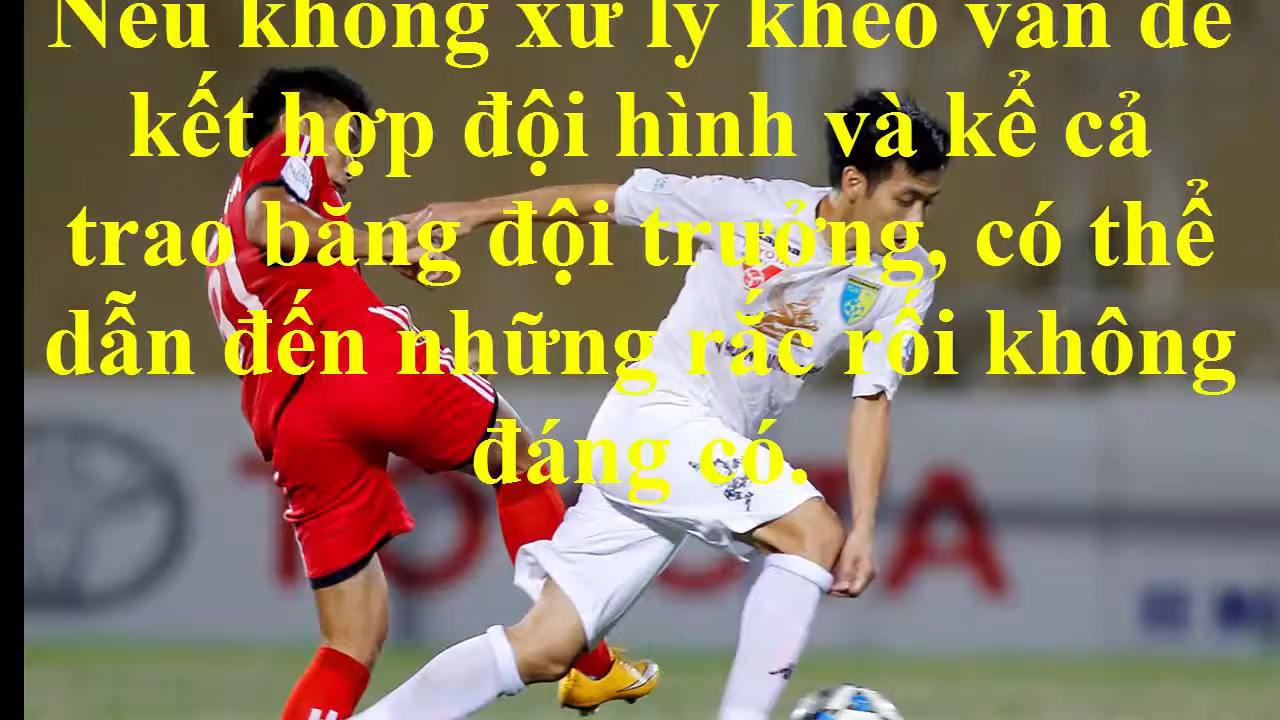 Nếu không xử lý khéo vấn đề
kết hợp đội hình và kể cả
trao băng đội trưởng, có thể
dẫn đến những rắc rối không
đáng có.
TOYOTA